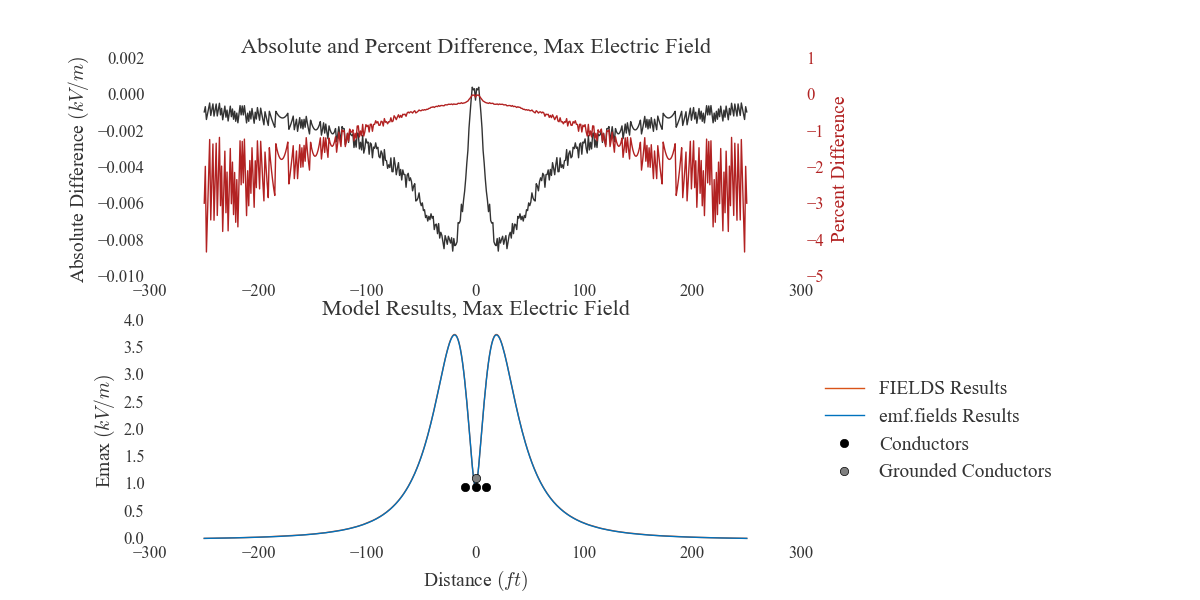 Absolute and Percent Difference, Max Electric Field
0.002
0.000
−0.002
−0.004
−0.006
−0.008
−0.010
Absolute Difference (kV/m)
1
0
−1
−2
−3
−4
−5
Percent Difference
−300 −200 −100 0 100 200 300
Model Results, Max Electric Field
4.0
3.5
3.0
2.5
2.0
1.5
1.0
0.5
0.0
Emax (kV/m)
−300 −200 −100 0 100 200 300
Distance (ft)
FIELDS Results
emf.fields Results
Conductors
Grounded Conductors